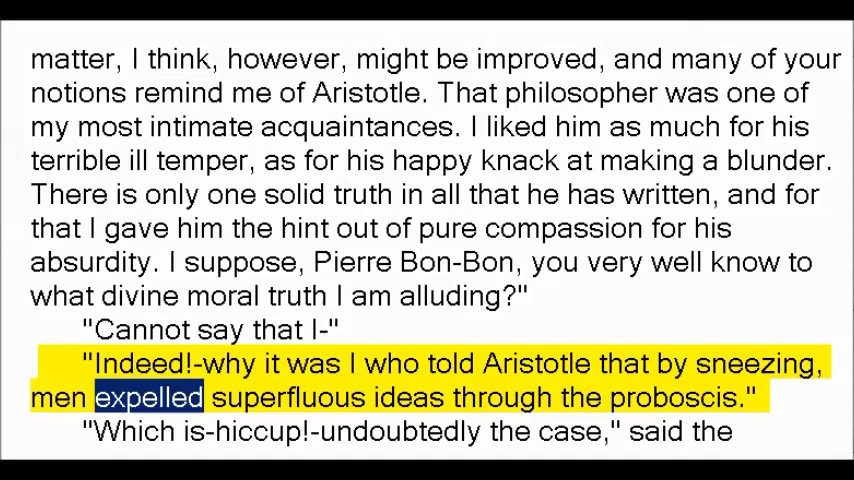 matter, I think, however, might be improved, and many of your
notions remind me of Aristotle. That philosopher was one of
my most intimate acquaintances. I liked him as much for his
terrible ill temper, as for his happy knack at making a blunder.
There is only one solid truth in all that he has written, and for
that I gave him the hint out of pure compassion for his
absurdity. I suppose, Pierre Bon-Bon, you very well know to
what divine moral truth I am alluding?"
"Cannot say that I-"
"Indeed!-why it was I who told Aristotle that by sneezing,
men expelled superfluous ideas through the proboscis."
"Which is-hiccup!-undoubtedly the case," said the